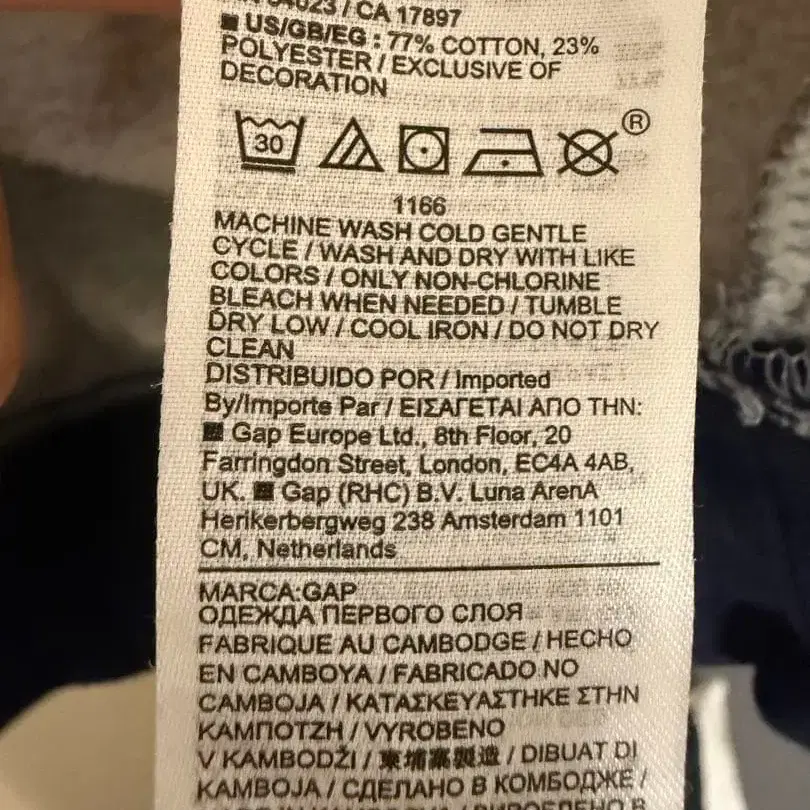 CA 17897
US/GB/EG : 77% COTTON, 23%
POLYESTER / EXCLUSIVE OF
DECORATION
30
®
1166
MACHINE WASH COLD GENTLE
CYCLE / WASH AND DRY WITH LIKE
COLORS / ONLY NON-CHLORINE
BLEACH WHEN NEEDED / TUMBLE
DRY LOW / COOL IRON / DO NOT DRY
CLEAN
DISTRIBUIDO POR / Imported
By/Importe Par / ΕΙΣΑΓΕΤΑΙ ΑΠΟ ΤΗΝ:
Gap Europe Ltd., 8th Floor, 20
Farringdon Street, London, EC4A 4AB,
UK. Gap (RHC) B.V. Luna ArenA
Herikerbergweg 238 Amsterdam 1101
CM, Netherlands
MARCA:GAP
ОДЕЖДА ПЕРВОГО СЛОЯ
FABRIQUE AU CAMBODGE / HECHO
EN CAMBOYA / FABRICADO NO
CAMBOJA / ΚΑΤΑΣΚΕΥΑΣΤΗΚΕ ΣΤΗΝ
ΚΑΜΠΟΤΖΗ / VYROBENO
V KAMBODŽI / 柬埔寨製造 / DIBUAT DI
KAMBOJA / СДЕЛАНО В КОМБОДЖЕ /